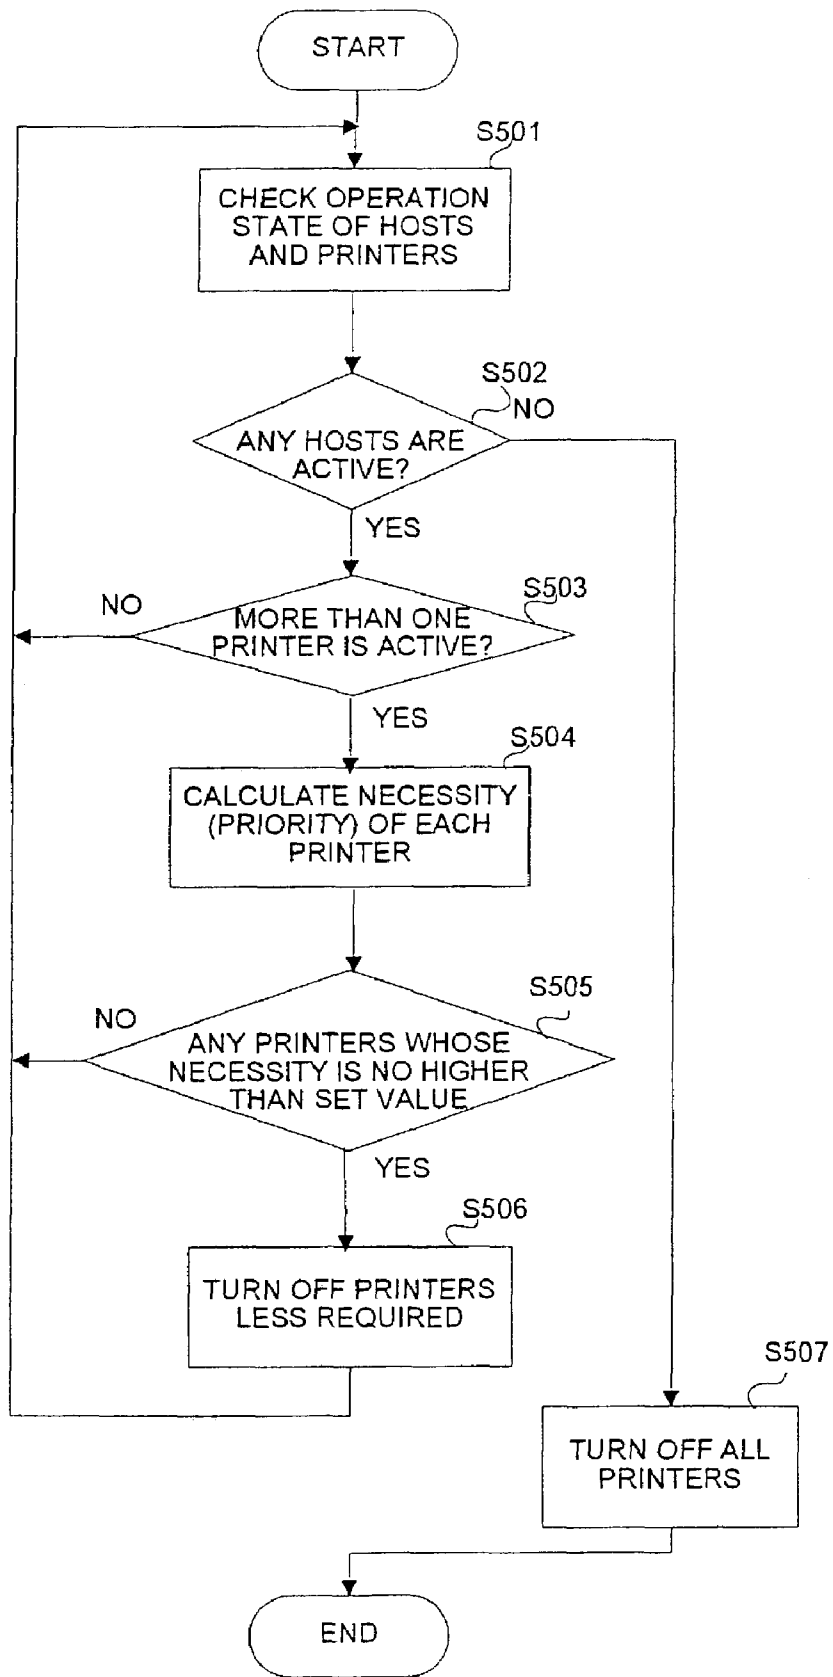 START
S501
CHECK OPERATION
STATE OF HOSTS
AND PRINTERS
S502
NO
ANY HOSTS ARE
ACTIVE?
YES
S503
NO
MORE THAN ONE
PRINTER IS ACTIVE?
YES
S504
CALCULATE NECESSITY
(PRIORITY) OF EACH
PRINTER
S505
NO
ANY PRINTERS WHOSE
NECESSITY IS NO HIGHER
THAN SET VALUE
YES
S506
TURN OFF PRINTERS
LESS REQUIRED
S507
TURN OFF ALL
PRINTERS
END